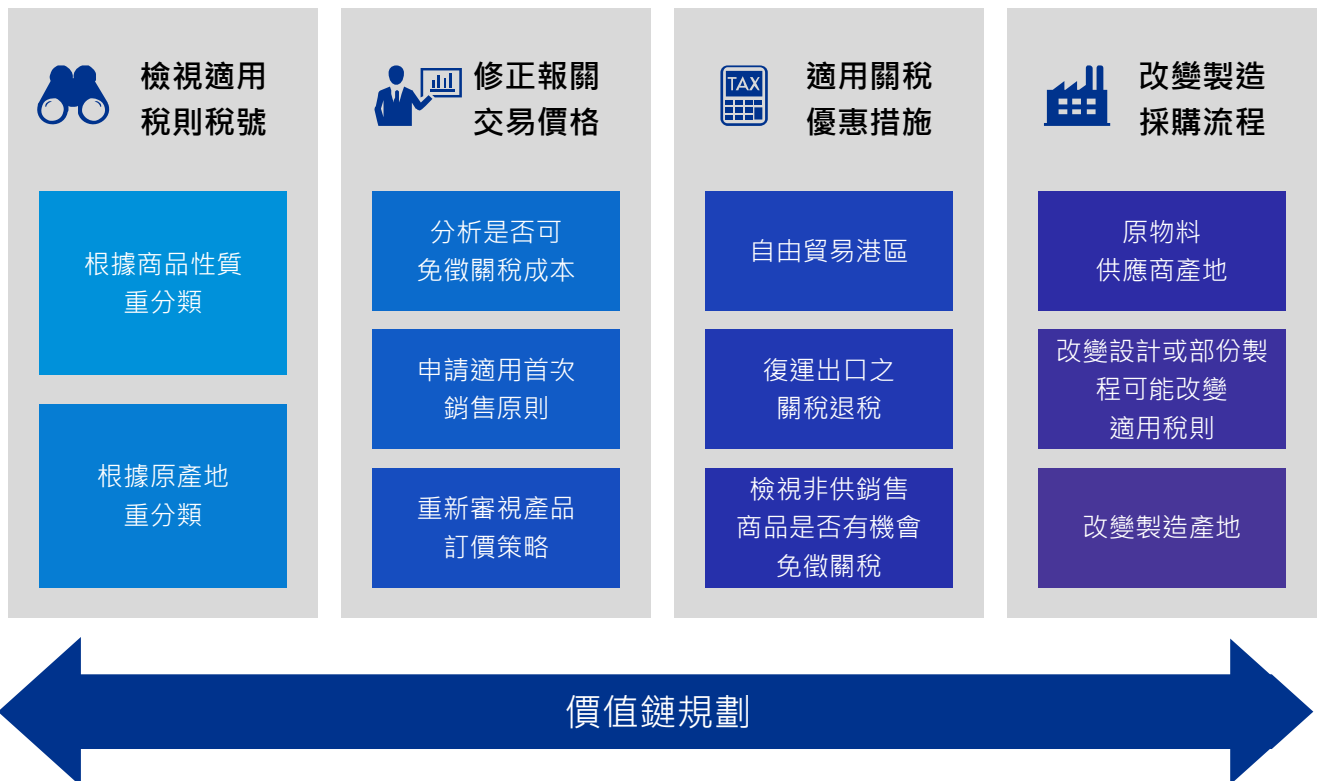 檢視適用
稅則稅號
根據商品性質
重分類
根據原產地
重分類
修正報關
交易價格
分析是否可
免徵關稅成本
申請適用首次
銷售原則
重新審視產品
訂價策略
TAX
適用關稅
優惠措施
自由貿易港區
復運出口之
關稅退稅
檢視非供銷售
商品是否有機會
免徵關稅
改變製造
採購流程
原物料
供應商產地
改變設計或部份製
程可能改變
適用稅則
改變製造產地
價值鏈規劃